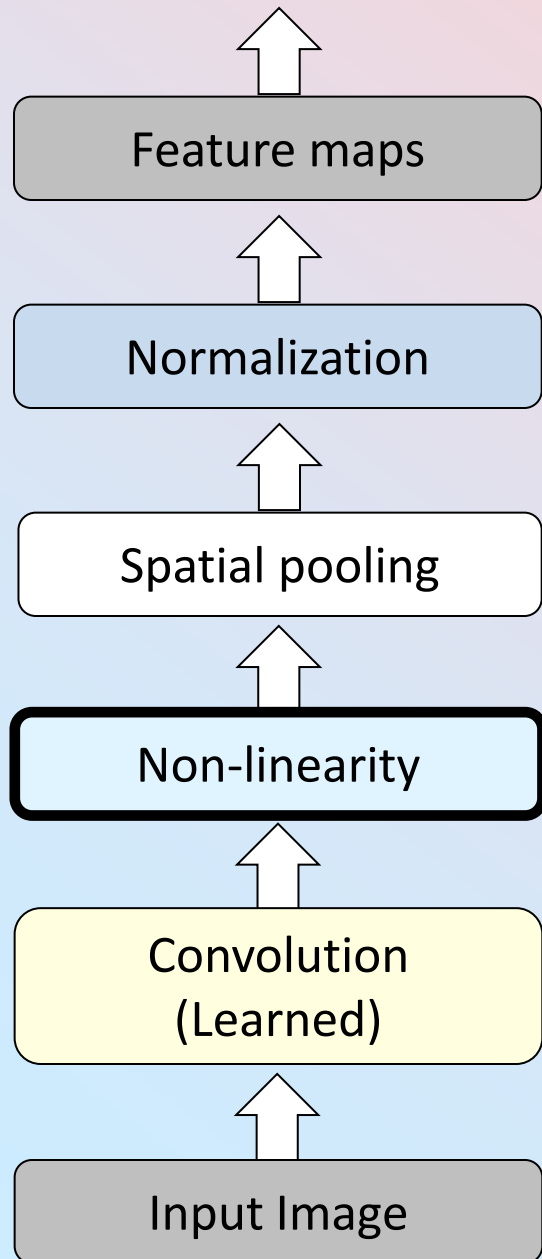 Feature maps
Normalization
Spatial pooling
Non-linearity
Convolution
(Learned)
Input Image